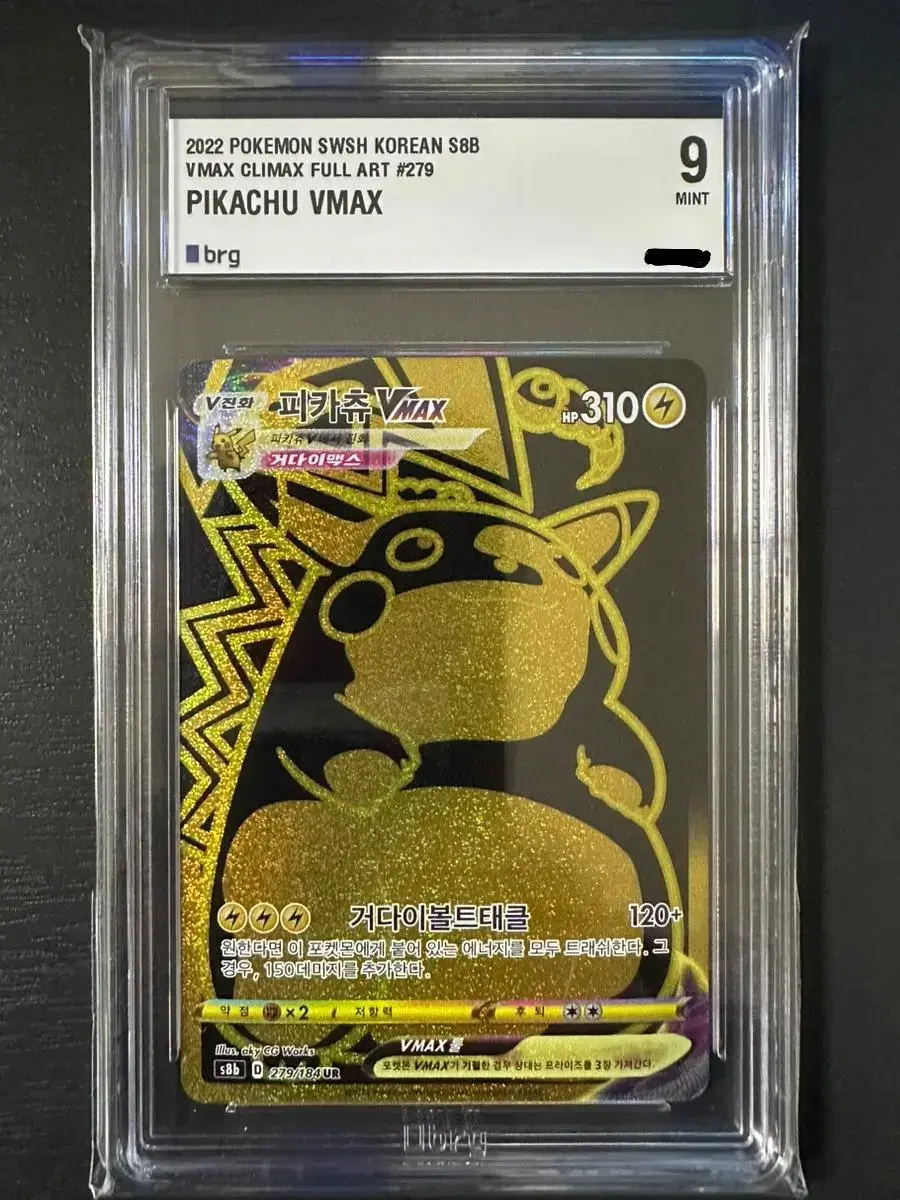 2022 POKEMON SWSH KOREAN S8B
VMAX CLIMAX FULL ART #279
PIKACHU VMAX
9
MINT
brg
V진화
피카츄 VMAX
HP 310
피카츄 V에서 진화
거다이맥스
거다이볼트태클 120+
원한다면 이 포켓몬에게 붙어 있는 에너지를 모두 트래쉬한다. 그
경우, 150데미지를 추가한다.
약점 ×2 저항력 후퇴
Illus. aky CG Works
VMAX룰
s8b D 279/184 UR
포켓몬 VMAX가 기절한 경우 상대는 프라이즈를 3장 가져간다.